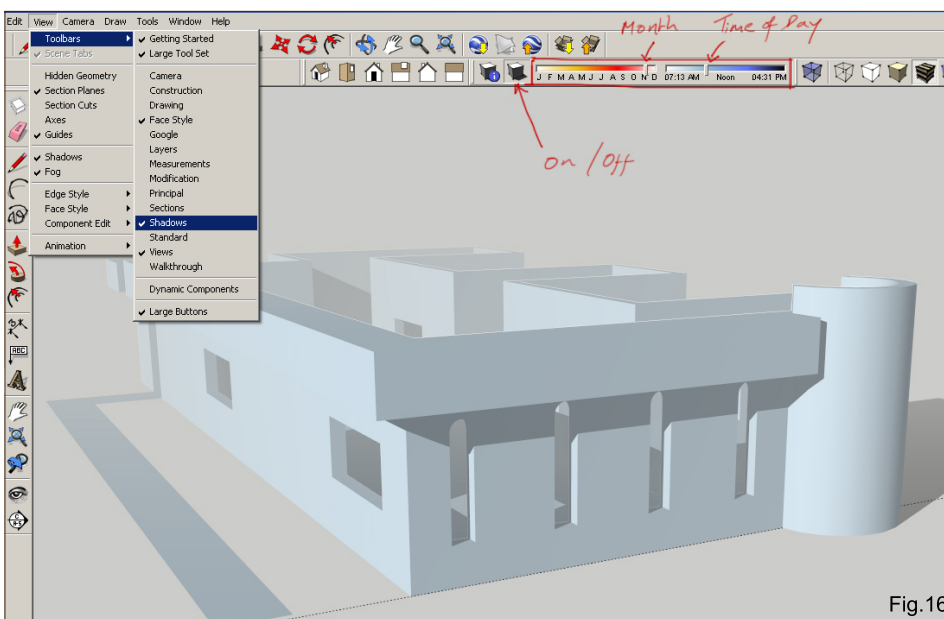 Edit View Camera Draw Tools Window Help
Month Time of Day
Toolbars
Scene Tabs
Hidden Geometry
Section Planes
Section Cuts
Axes
Guides
Shadows
Fog
Edge Style
Face Style
Component Edit
Animation
Getting Started
Large Tool Set
Camera
Construction
Drawing
Face Style
Google
Layers
Measurements
Modification
Principal
Sections
Shadows
Standard
Views
Walkthrough
Dynamic Components
Large Buttons
J F M A M J J A S O N D 07:13 AM Noon 04:31 PM
on / off
ABC
A
Fig.16